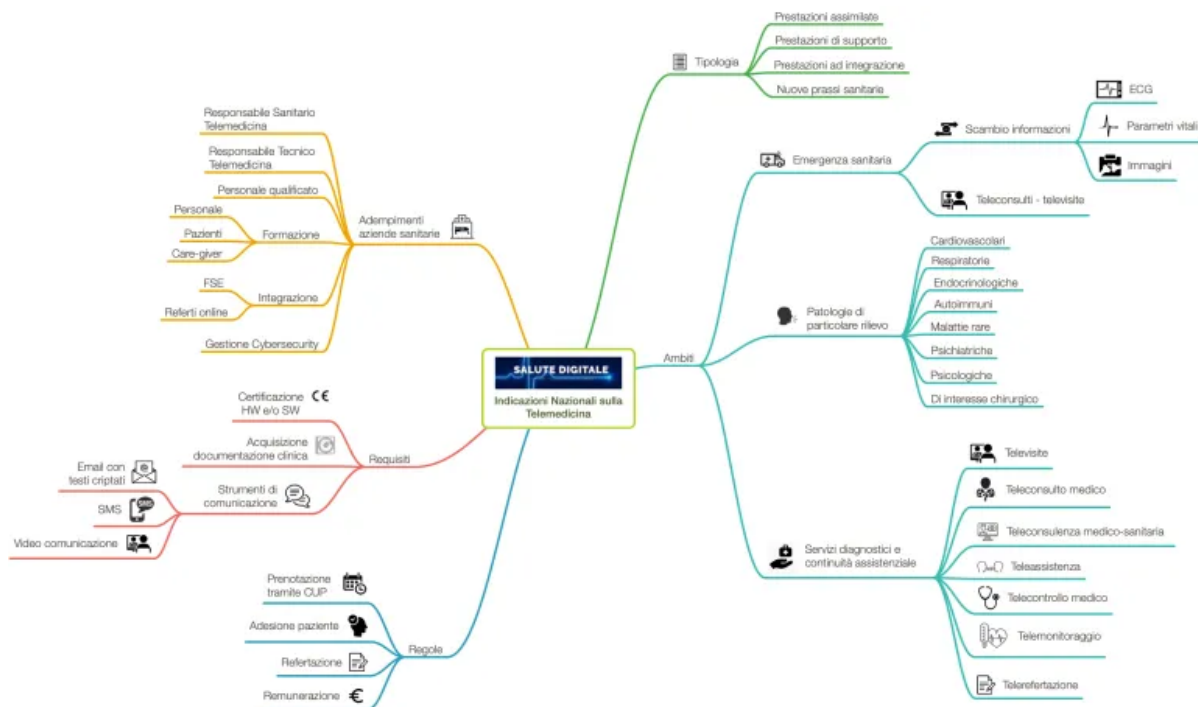 SALUTE DIGITALE
Indicazioni Nazionali sulla
Telemedicina
Tipologia
Prestazioni assimilate
Prestazioni di supporto
Prestazioni ad integrazione
Nuove prassi sanitarie
Ambiti
Emergenza sanitaria
Scambio informazioni
ECG
Parametri vitali
Immagini
Teleconsulti - televisite
Patologie di
particolare rilievo
Cardiovascolari
Respiratorie
Endocrinologiche
Autoimmuni
Malattie rare
Psichiatriche
Psicologiche
Di interesse chirurgico
Servizi diagnostici e
continuità assistenziale
Televisite
Teleconsulto medico
Teleconsulenza medico-sanitaria
Teleassistenza
Telecontrollo medico
Telemonitoraggio
Telerefertazione
Adempimenti
aziende sanitarie
Responsabile Sanitario
Telemedicina
Responsabile Tecnico
Telemedicina
Personale qualificato
Formazione
Personale
Pazienti
Care-giver
Integrazione
FSE
Referti online
Gestione Cybersecurity
Requisiti
Certificazione
HW e/o SW
CE
Acquisizione
documentazione clinica
Strumenti di
comunicazione
Email con
testi criptati
@
SMS
SMS
Video comunicazione
Regole
Prenotazione
tramite CUP
Adesione paziente
Refertazione
Remunerazione
€